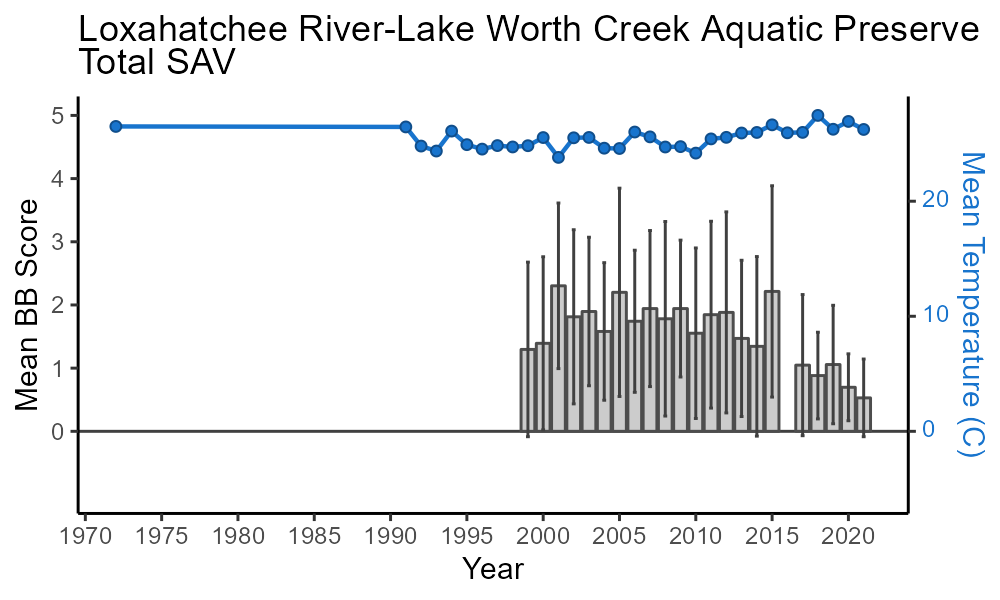 Loxahatchee River-Lake Worth Creek Aquatic Preserve
Total SAV
Mean BB Score
5
4
3
2
1
0
20
10
0
Mean Temperature (C)
1970 1975 1980 1985 1990 1995 2000 2005 2010 2015 2020
Year